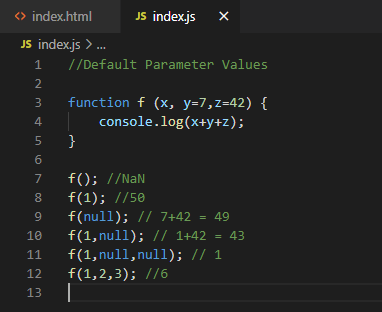 <> index.html
JS index.js ×
JS index.js > ...
1 //Default Parameter Values
2
3 function f (x, y=7,z=42) {
4 console.log(x+y+z);
5 }
6
7 f(); //NaN
8 f(1); //50
9 f(null); // 7+42 = 49
10 f(1,null); // 1+42 = 43
11 f(1,null,null); // 1
12 f(1,2,3); //6
13